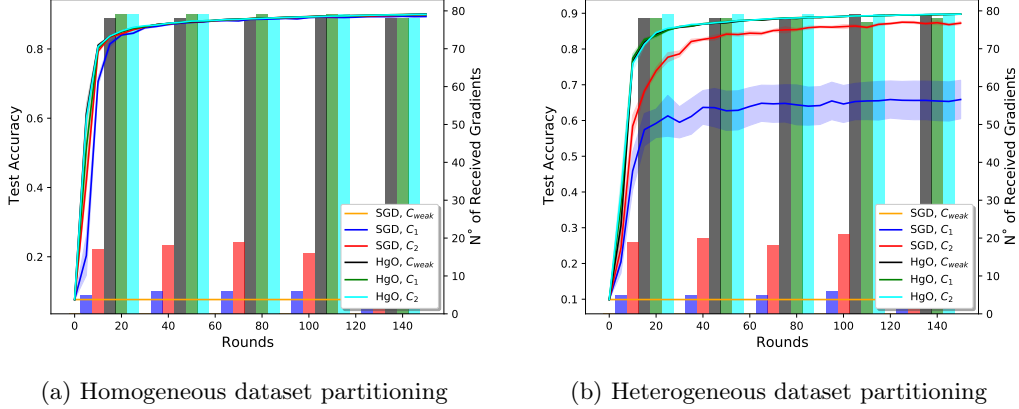 0.8
0.6
0.4
0.2
Test Accuracy
0
20
40
60
80
100
120
140
Rounds
80
70
60
50
40
30
20
10
0
N° of Received Gradients
SGD, C_weak
SGD, C_1
SGD, C_2
HgO, C_weak
HgO, C_1
HgO, C_2
(a) Homogeneous dataset partitioning
0.9
0.8
0.7
0.6
0.5
0.4
0.3
0.2
0.1
Test Accuracy
0
20
40
60
80
100
120
140
Rounds
80
70
60
50
40
30
20
10
0
N° of Received Gradients
SGD, C_weak
SGD, C_1
SGD, C_2
HgO, C_weak
HgO, C_1
HgO, C_2
(b) Heterogeneous dataset partitioning